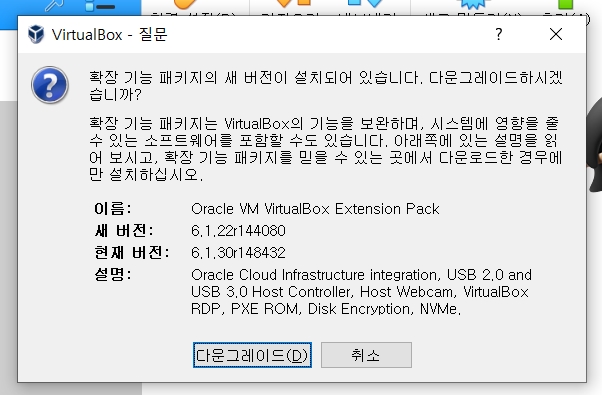 VirtualBox - 질문
확장 기능 패키지의 새 버전이 설치되어 있습니다. 다운그레이드하시겠
습니까?
확장 기능 패키지는 VirtualBox의 기능을 보완하며, 시스템에 영향을 줄
수 있는 소프트웨어를 포함할 수도 있습니다. 아래쪽에 있는 설명을 읽
어 보시고, 확장 기능 패키지를 믿을 수 있는 곳에서 다운로드한 경우에
만 설치하십시오.
이름: Oracle VM VirtualBox Extension Pack
새 버전: 6.1.22r144080
현재 버전: 6.1.30r148432
설명: Oracle Cloud Infrastructure integration, USB 2.0 and
USB 3.0 Host Controller, Host Webcam, VirtualBox
RDP, PXE ROM, Disk Encryption, NVMe.
다운그레이드(D) 취소